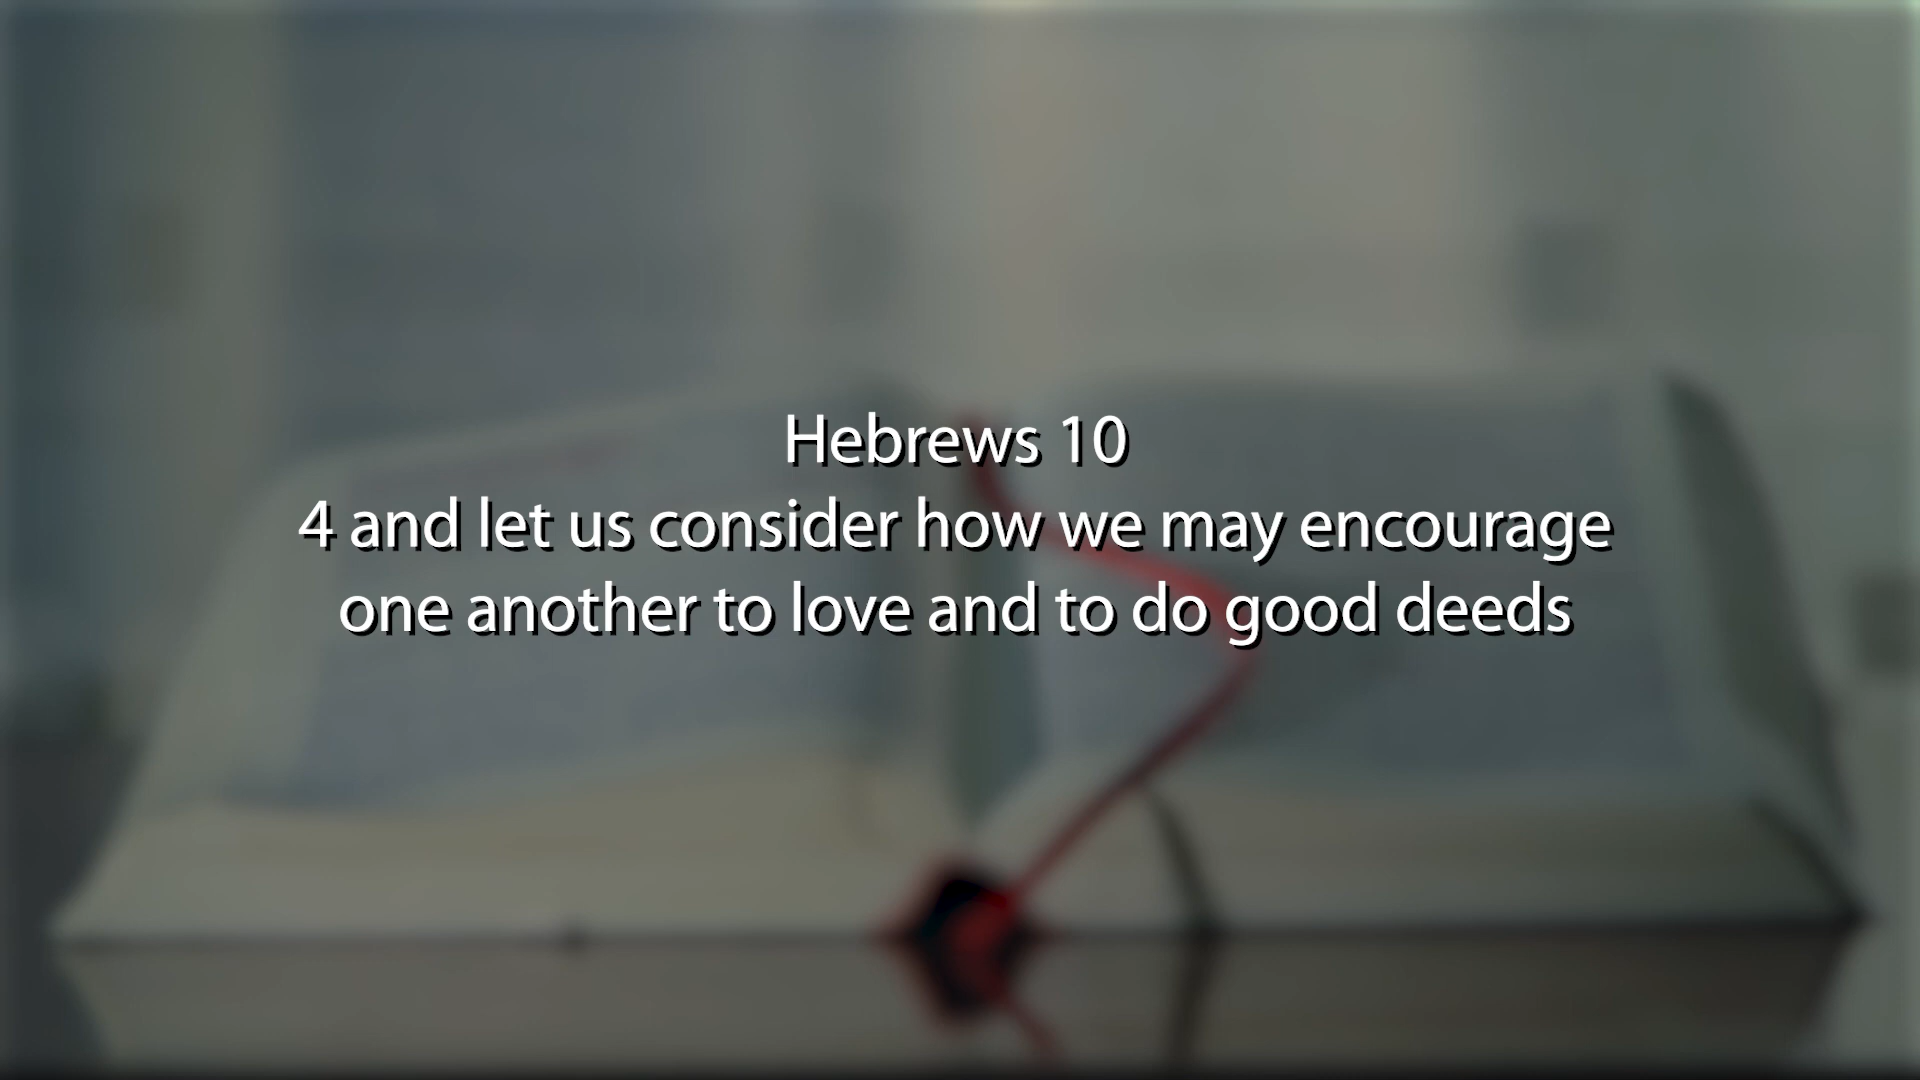 Hebrews 10
4 and let us consider how we may encourage
one another to love and to do good deeds